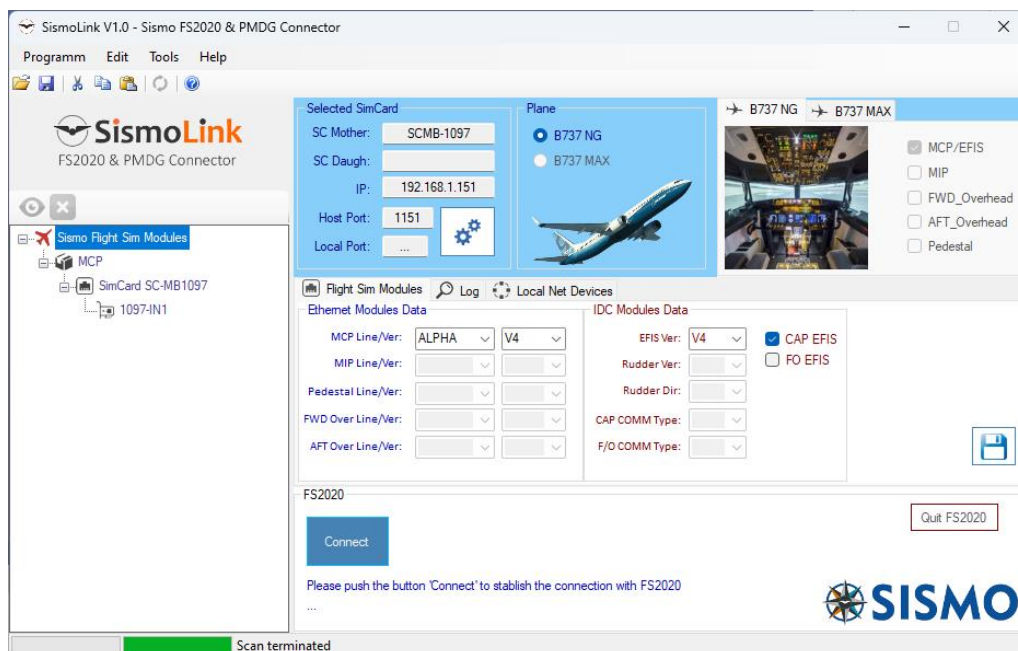 SismoLink V1.0 - Sismo FS2020 & PMDG Connector
Programm Edit Tools Help
SismoLink
FS2020 & PMDG Connector
Sismo Flight Sim Modules
MCP
SimCard SC-MB1097
1097-IN1
Selected SimCard
SC Mother: SCMB-1097
SC Daugh:
IP: 192.168.1.151
Host Port: 1151
Local Port: ...
Plane
B737 NG
B737 MAX
B737 NG B737 MAX
MCP/EFIS
MIP
FWD_Overhead
AFT_Overhead
Pedestal
Flight Sim Modules Log Local Net Devices
Ethernet Modules Data
MCP Line/Ver: ALPHA V4
MIP Line/Ver:
Pedestal Line/Ver:
FWD Over Line/Ver:
AFT Over Line/Ver:
IDC Modules Data
EFIS Ver: V4 CAP EFIS
FO EFIS
Rudder Ver:
Rudder Dir:
CAP COMM Type:
F/O COMM Type:
FS2020
Connect
Quit FS2020
Please push the button 'Connect' to stablish the connection with FS2020
...
SISMO
Scan terminated